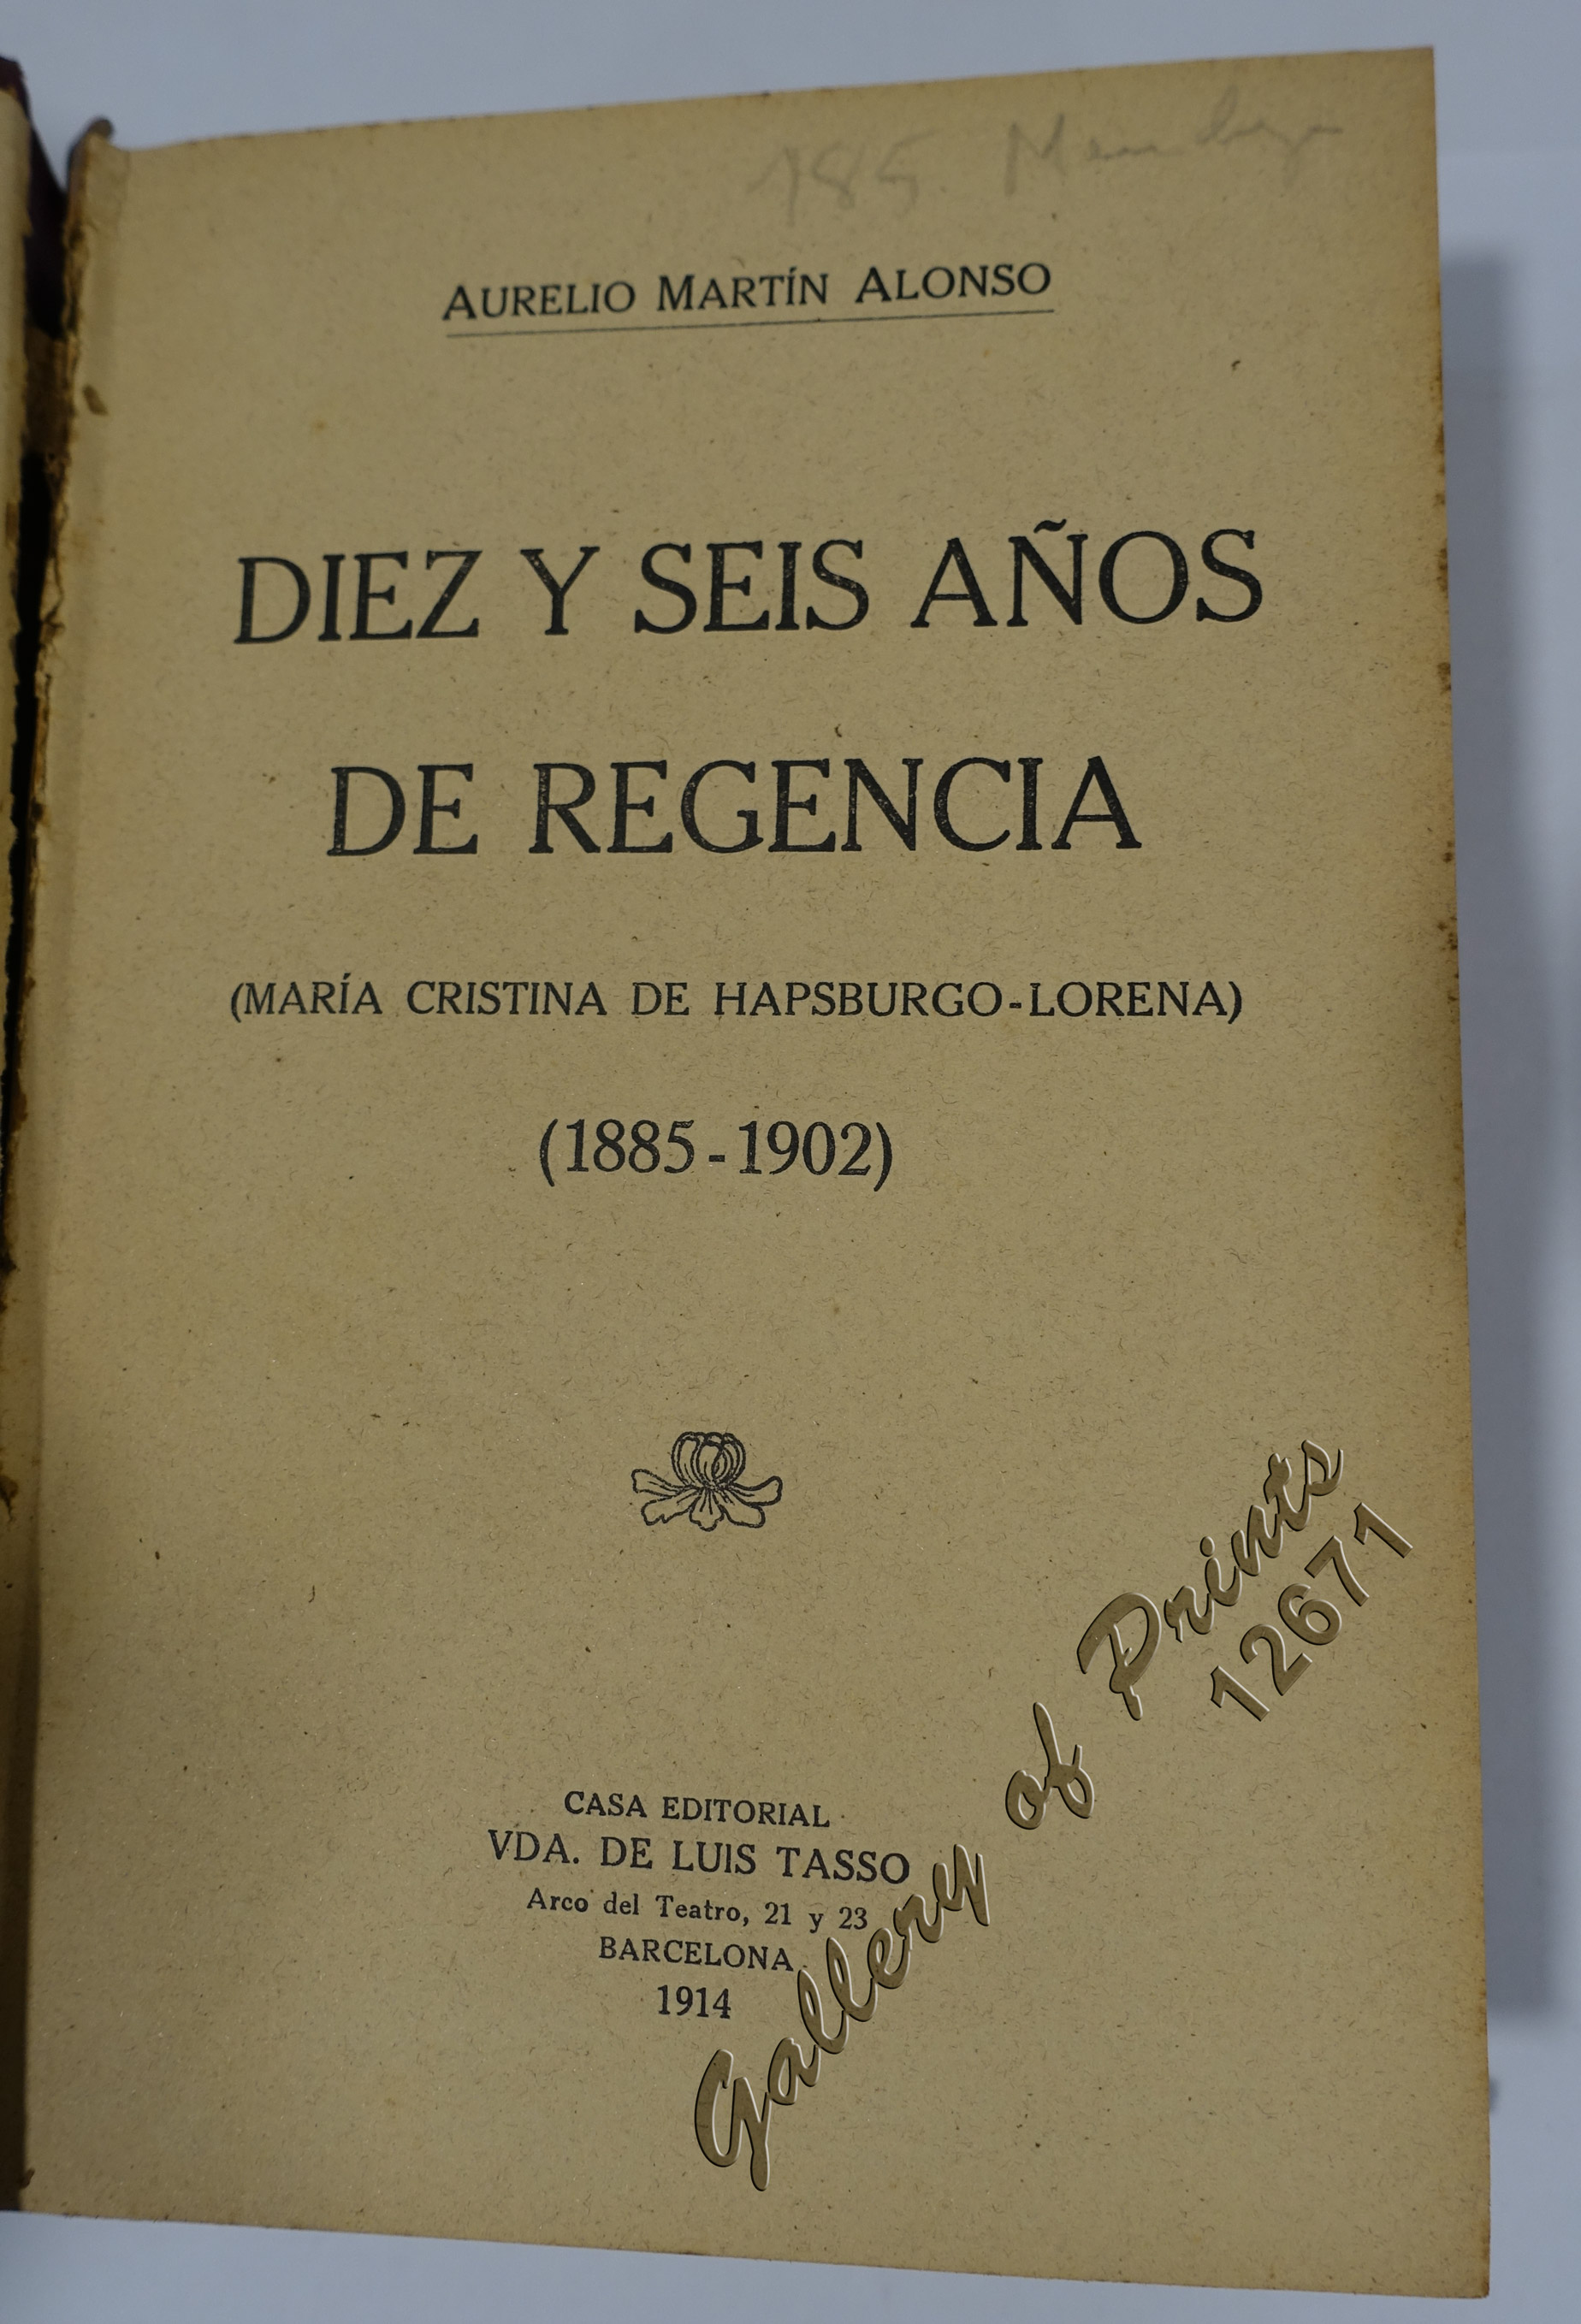 185.
AURELIO MARTÍN ALONSO
DIEZ Y SEIS AÑOS
DE REGENCIA
(MARÍA CRISTINA DE HAPSBURGO-LORENA)
(1885-1902)
CASA EDITORIAL
VDA. DE LUIS TASSO
Arco del Teatro, 21 y 23
BARCELONA
1914
Gallery of Prints
12671